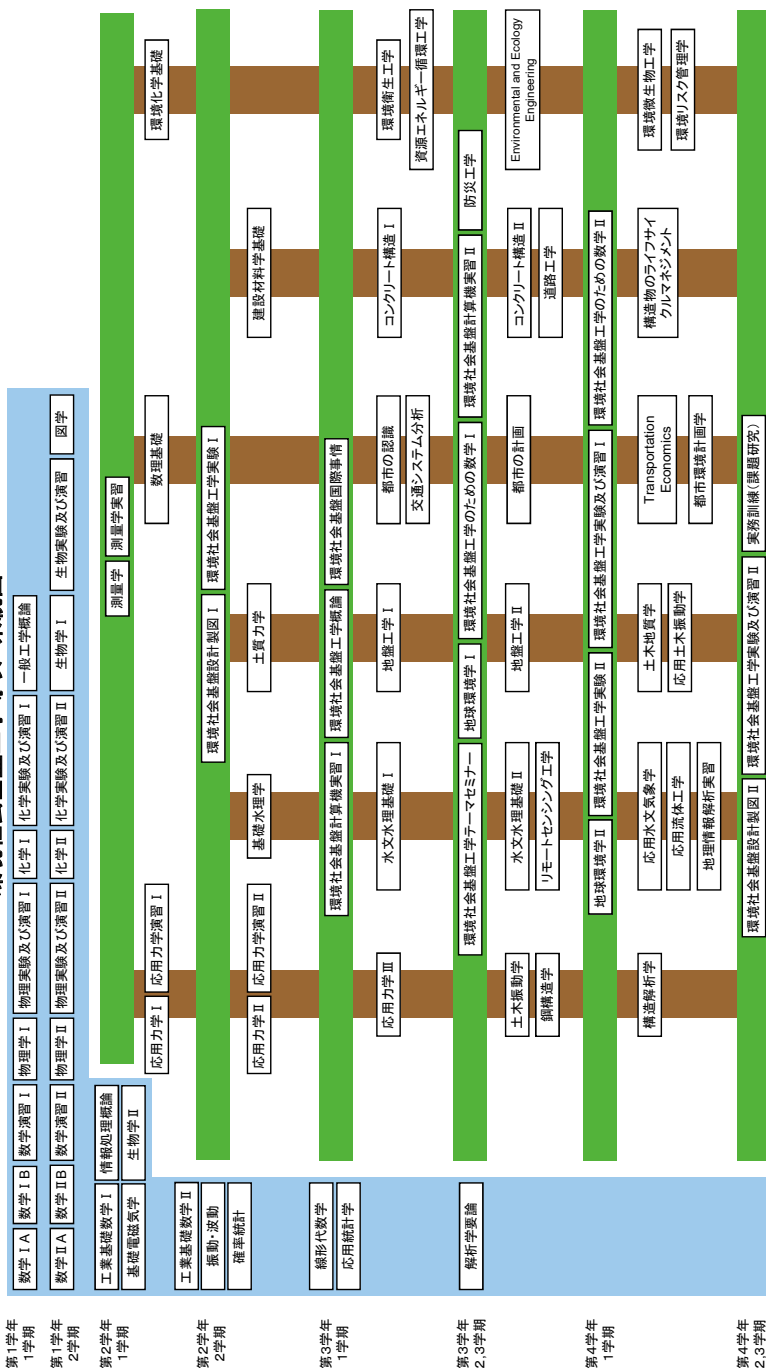 第1学年
1学期
数学ⅠA
数学ⅠB
数学演習Ⅰ
物理学Ⅰ
物理実験及び演習Ⅰ
化学Ⅰ
化学実験及び演習Ⅰ
一般工学概論
第1学年
2学期
数学ⅡA
数学ⅡB
数学演習Ⅱ
物理学Ⅱ
物理実験及び演習Ⅱ
化学Ⅱ
化学実験及び演習Ⅱ
生物学Ⅰ
生物実験及び演習
図学
第2学年
1学期
工業基礎数学Ⅰ
情報処理概論
測量学
測量学実習
基礎電磁気学
生物学Ⅱ
応用力学Ⅰ
応用力学演習Ⅰ
数理基礎
環境化学基礎
第2学年
2学期
工業基礎数学Ⅱ
環境社会基盤設計製図Ⅰ
環境社会基盤工学実験Ⅰ
振動・波動
確率統計
応用力学Ⅱ
応用力学演習Ⅱ
基礎水理学
土質力学
建設材料学基礎
第3学年
1学期
線形代数学
環境社会基盤計算機実習Ⅰ
環境社会基盤工学概論
環境社会基盤国際事情
応用統計学
応用力学Ⅲ
水文水理基礎Ⅰ
地盤工学Ⅰ
都市の認識
コンクリート構造Ⅰ
環境衛生工学
交通システム分析
資源エネルギー循環工学
第3学年
2,3学期
解析学要論
環境社会基盤工学テーマセミナー
地球環境学Ⅰ
環境社会基盤工学のための数学Ⅰ
環境社会基盤計算機実習Ⅱ
防災工学
土木振動学
水文水理基礎Ⅱ
地盤工学Ⅱ
都市の計画
コンクリート構造Ⅱ
Environmental and Ecology
Engineering
鋼構造学
リモートセンシング工学
道路工学
第4学年
1学期
地球環境学Ⅱ
環境社会基盤工学実験Ⅱ
環境社会基盤工学実験及び演習Ⅰ
環境社会基盤工学のための数学Ⅱ
構造解析学
応用水文気象学
土木地質学
Transportation
Economics
構造物のライフサイ
クルマネジメント
環境微生物工学
応用流体工学
応用土木振動学
環境リスク管理学
地理情報解析実習
都市環境計画学
第4学年
2,3学期
環境社会基盤設計製図Ⅱ
環境社会基盤工学実験及び演習Ⅱ
実務訓練(課題研究)